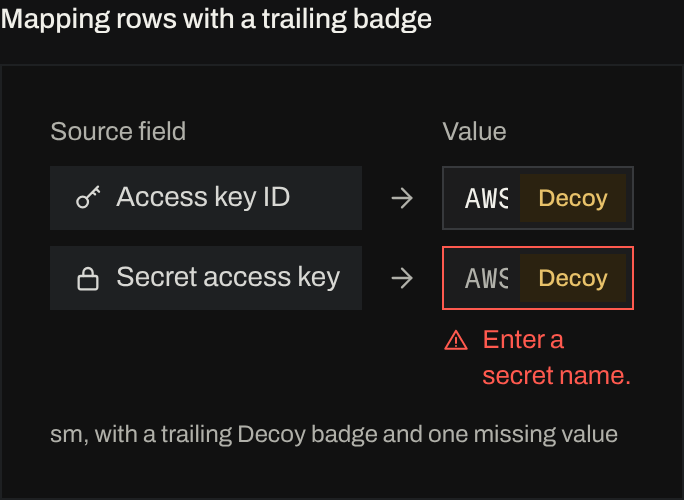 Mapping rows with a trailing badge
Source field Value
Access key ID AWS Decoy
Secret access key AWS Decoy
Enter a
secret name.
sm, with a trailing Decoy badge and one missing value